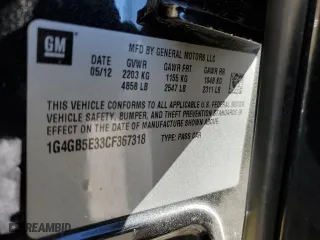 GM
MFD BY GENERAL MOTORS LLC
DATE GVWR GAWR FRT GAWR RR
05/12 2203 KG 1155 KG 1048 KG
4858 LB 2547 LB 2311 LB
THIS VEHICLE CONFORMS TO ALL APPLICABLE U.S. FEDERAL MOTOR
VEHICLE SAFETY, BUMPER, AND THEFT PREVENTION STANDARDS
IN EFFECT ON THE DATE OF MANUFACTURE SHOWN ABOVE.
1G4GB5E33CF367318 TYPE: PASS CAR
DREAMBID